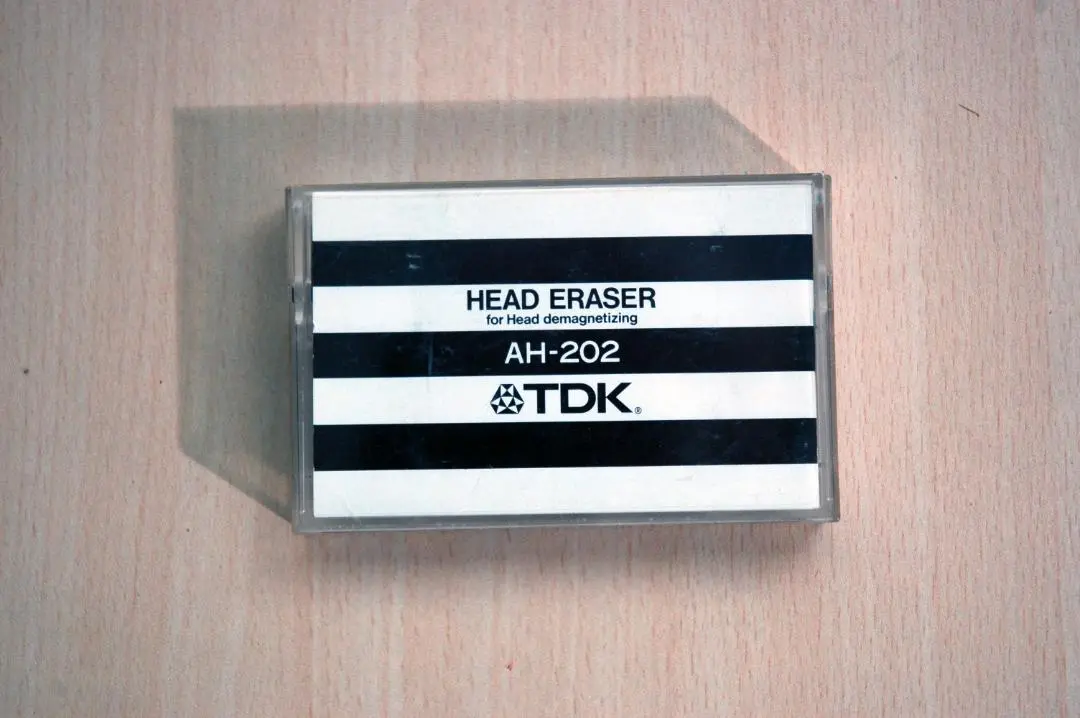 HEAD ERASER
for Head demagnetizing
AH-202
TDK®